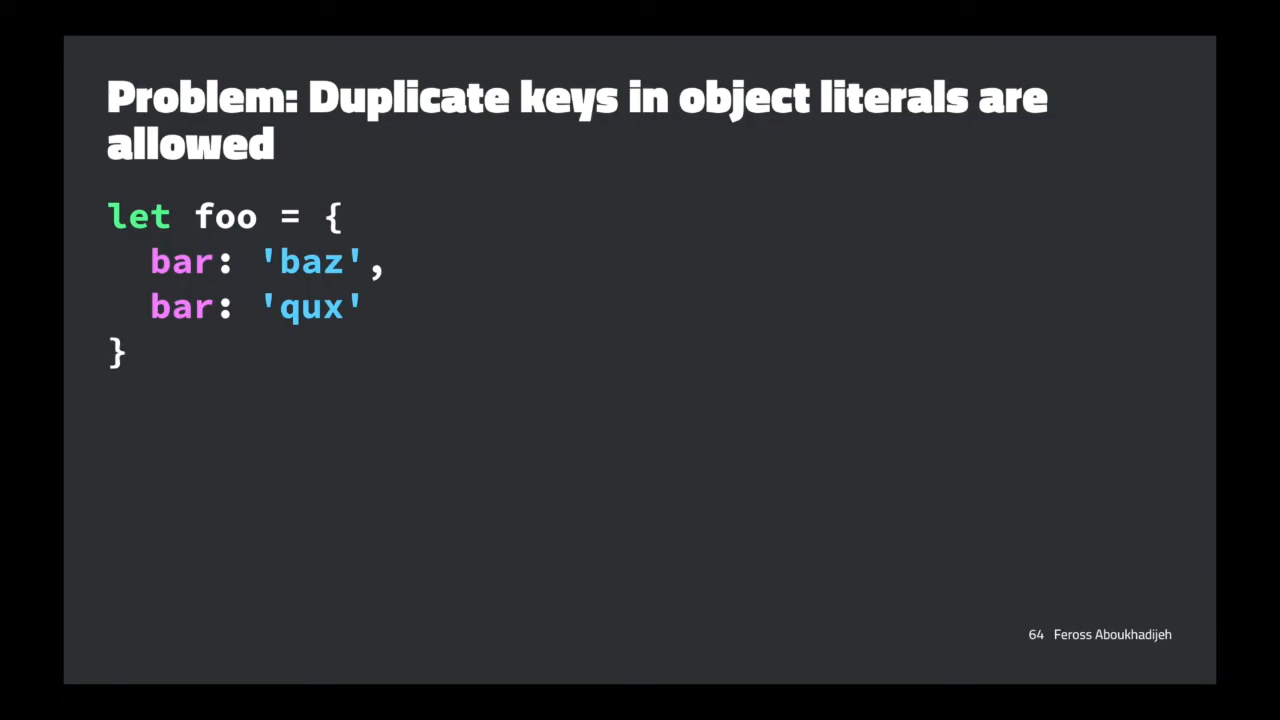 Problem: Duplicate keys in object literals are
allowed
let foo = {
  bar: 'baz',
  bar: 'qux'
}
64 Feross Aboukhadijeh